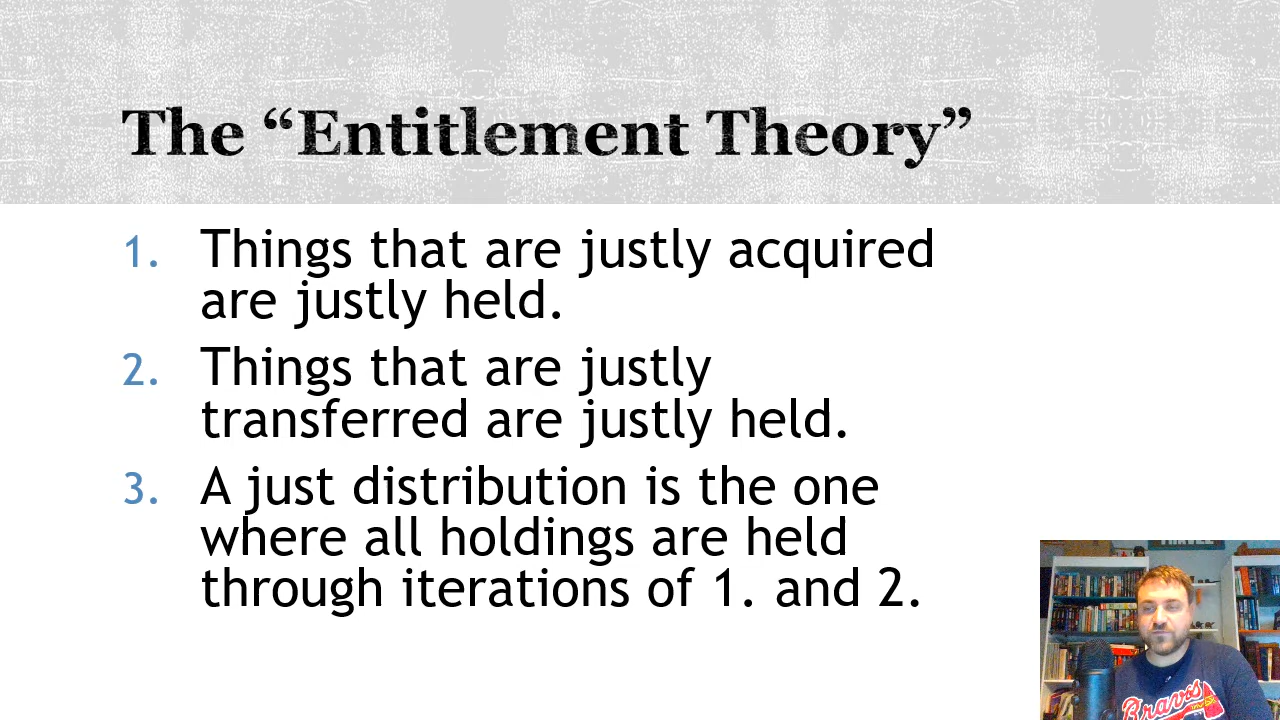 The “Entitlement Theory”
1. Things that are justly acquired
are justly held.
2. Things that are justly
transferred are justly held.
3. A just distribution is the one
where all holdings are held
through iterations of 1. and 2.
Braves